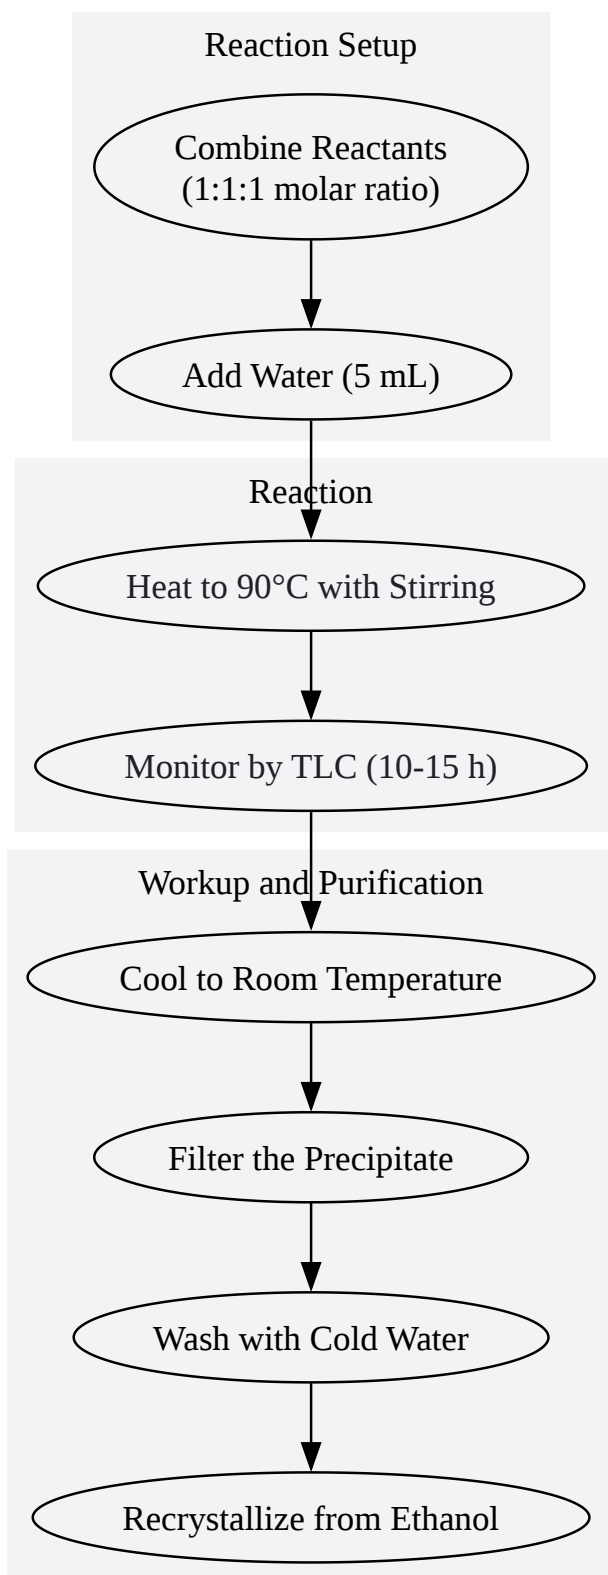 Reaction Setup
Combine Reactants
(1:1:1 molar ratio)
Add Water (5 mL)
Reaction
Heat to 90°C with Stirring
Monitor by TLC (10-15 h)
Workup and Purification
Cool to Room Temperature
Filter the Precipitate
Wash with Cold Water
Recrystallize from Ethanol